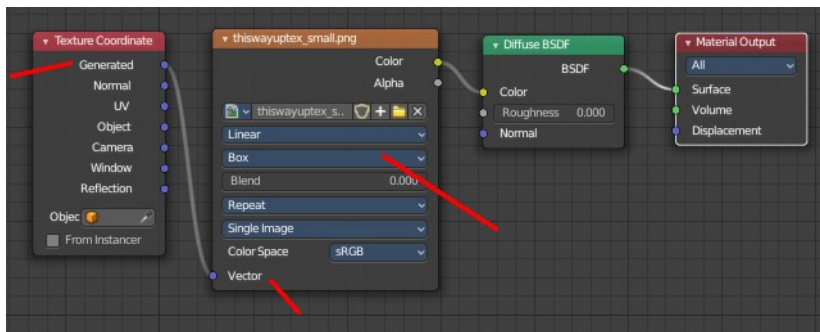 Texture Coordinate
Generated
Normal
UV
Object
Camera
Window
Reflection
Objec
From Instancer
thiswayuptex_small.png
Color
Alpha
thiswayuptex_s..
Linear
Box
Blend 0.000
Repeat
Single Image
Color Space sRGB
Vector
Diffuse BSDF
BSDF
Color
Roughness 0.000
Normal
Material Output
All
Surface
Volume
Displacement